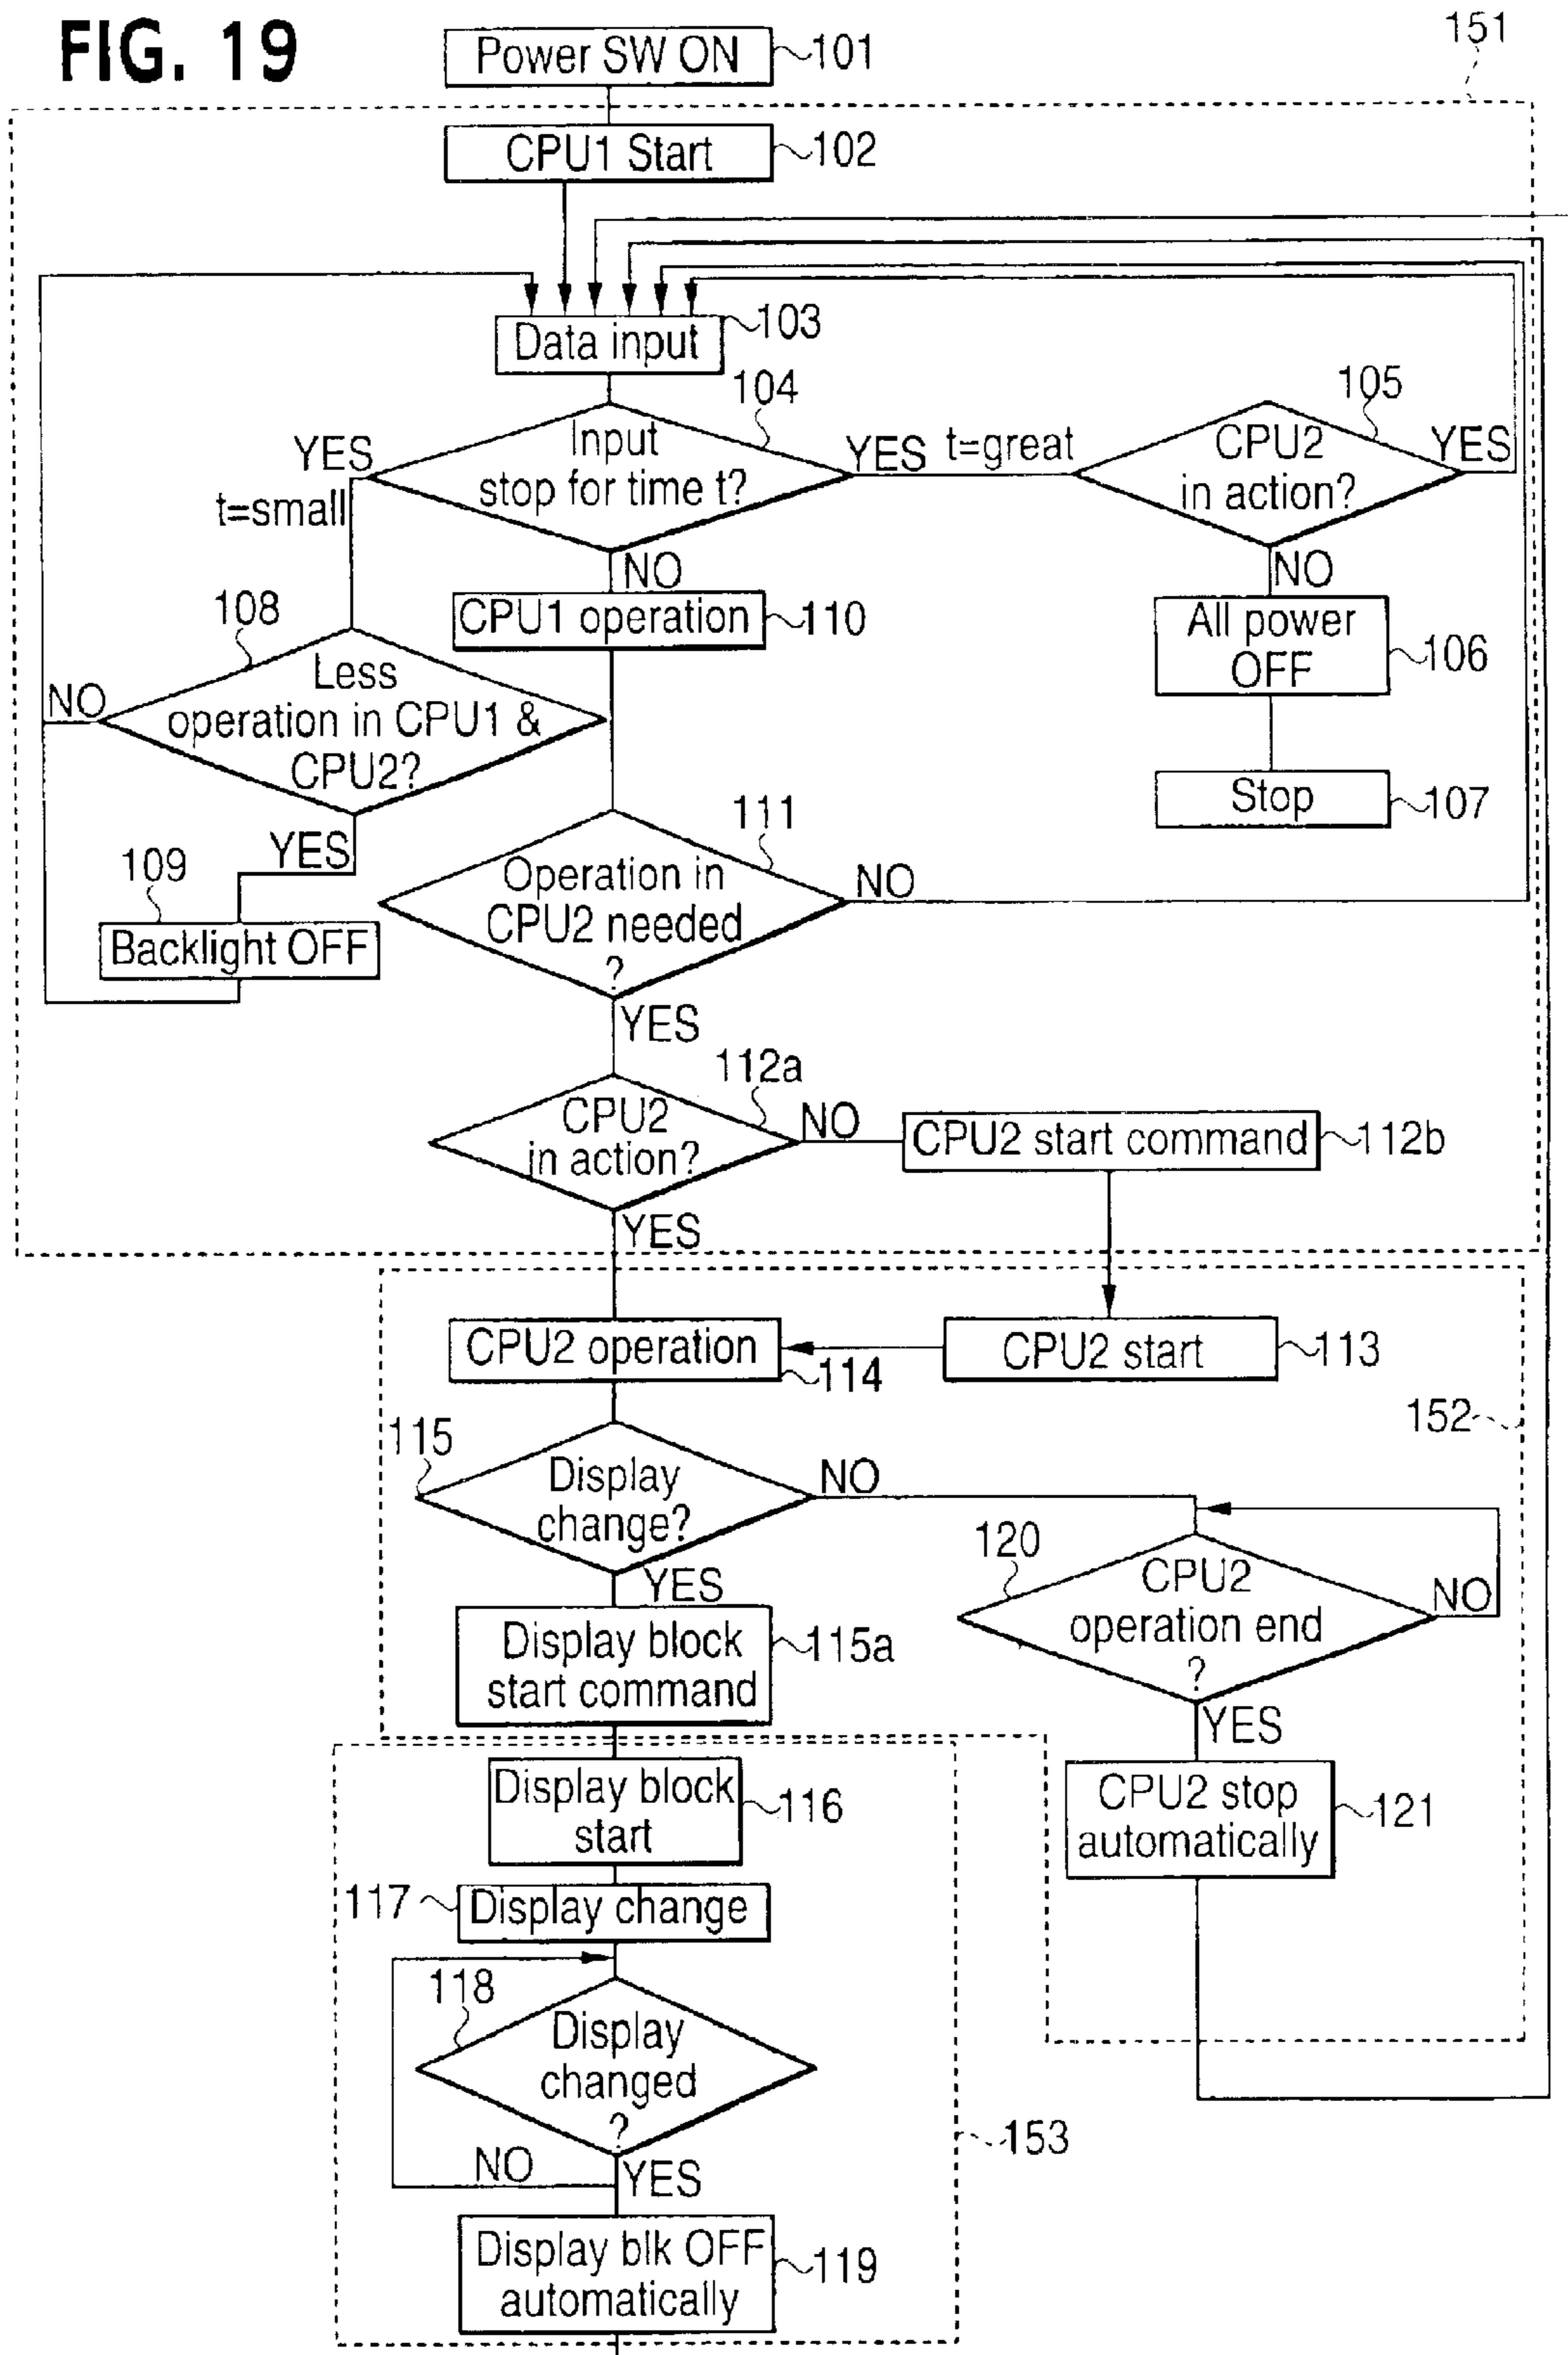 FIG. 19
Power SW ON
101
151
CPU1 Start
102
Data input
103
104
105
YES
Input
stop for time t?
YES t=great
CPU2
in action?
YES
t=small
NO
NO
108
CPU1 operation
110
All power
OFF
106
NO
Less
operation in CPU1 &
CPU2?
Stop
107
111
YES
109
Operation in
CPU2 needed
?
NO
Backlight OFF
YES
112a
CPU2
in action?
NO
CPU2 start command
112b
YES
CPU2 operation
114
CPU2 start
113
152
115
Display
change?
NO
120
CPU2
operation end
?
NO
YES
Display block
start command
115a
YES
Display block
start
116
CPU2 stop
automatically
121
117
Display change
118
Display
changed
?
153
NO
YES
Display blk OFF
automatically
119